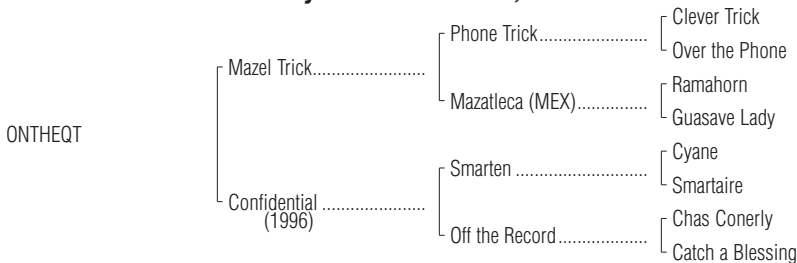 Clever Trick
Phone Trick
Over the Phone
Mazel Trick
Ramahorn
Mazatleca (MEX)
Guasave Lady
ONTHEQT
Cyane
Smarten
Smartaire
Confidential
(1996)
Chas Conerly
Off the Record
Catch a Blessing